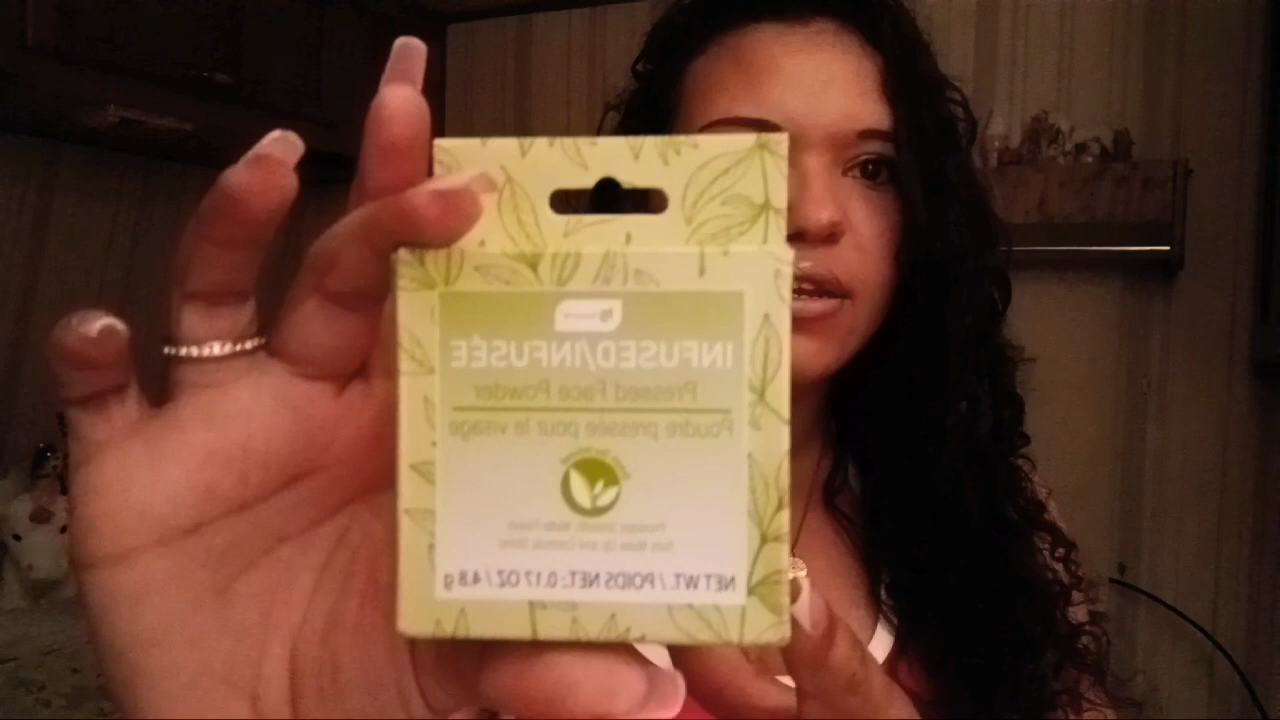 INFUSED/INFUSÉE
Pressed Face Powder
Poudre pressée pour le visage
NET WT. / POIDS NET: 0.17 OZ / 4.8 g